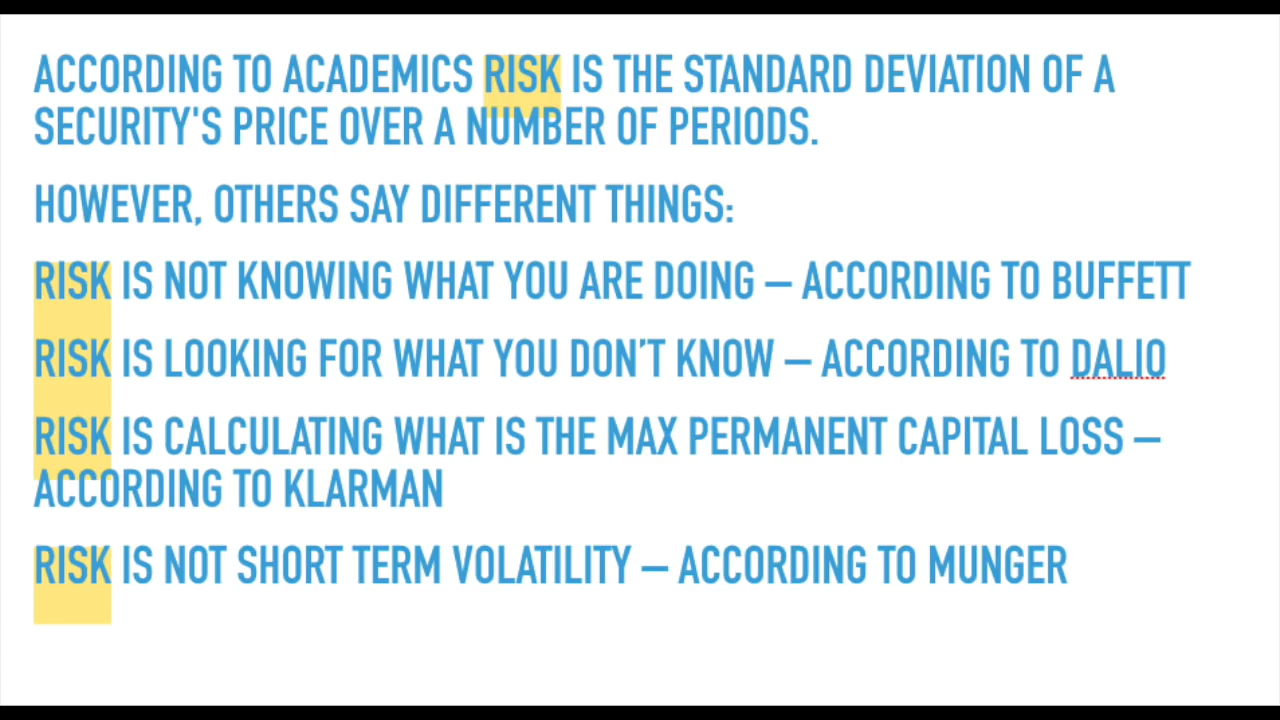 ACCORDING TO ACADEMICS RISK IS THE STANDARD DEVIATION OF A
SECURITY'S PRICE OVER A NUMBER OF PERIODS.
HOWEVER, OTHERS SAY DIFFERENT THINGS:
RISK IS NOT KNOWING WHAT YOU ARE DOING – ACCORDING TO BUFFETT
RISK IS LOOKING FOR WHAT YOU DON’T KNOW – ACCORDING TO DALIO
RISK IS CALCULATING WHAT IS THE MAX PERMANENT CAPITAL LOSS –
ACCORDING TO KLARMAN
RISK IS NOT SHORT TERM VOLATILITY – ACCORDING TO MUNGER